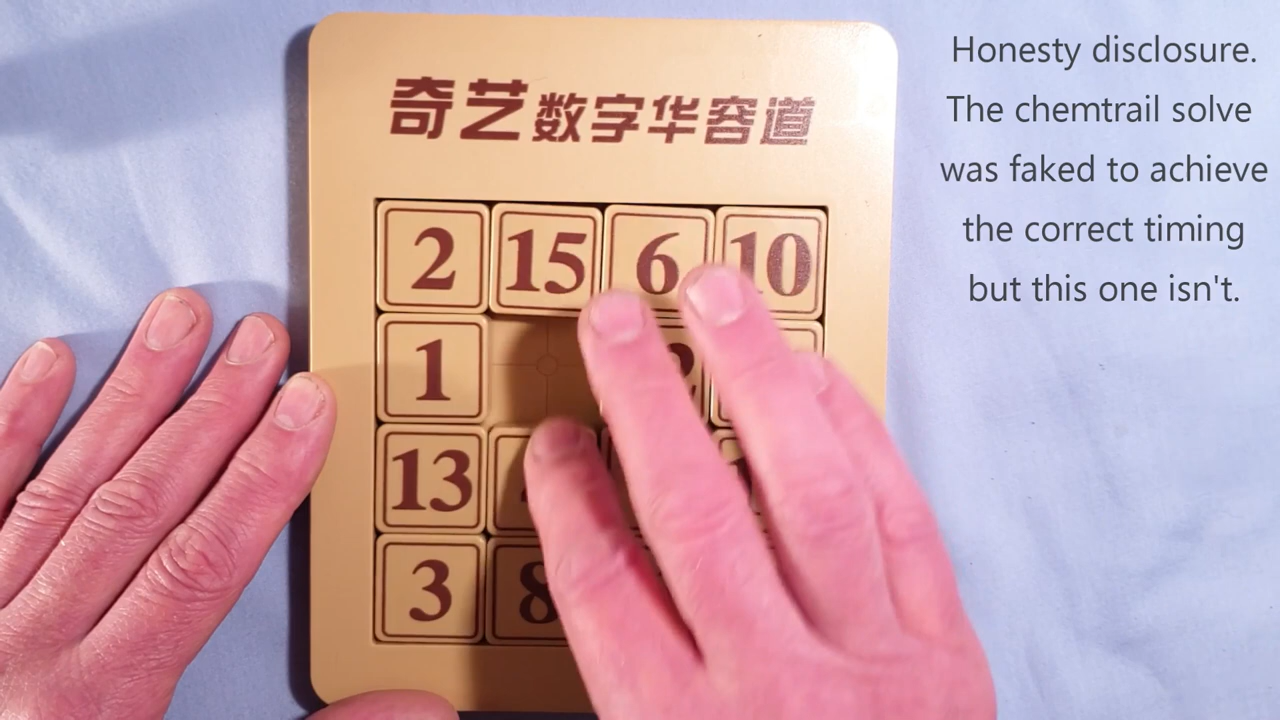 奇艺数字华容道
Honesty disclosure.
The chemtrail solve
was faked to achieve
the correct timing
but this one isn't.
2 15 6 10
1
13
3 8